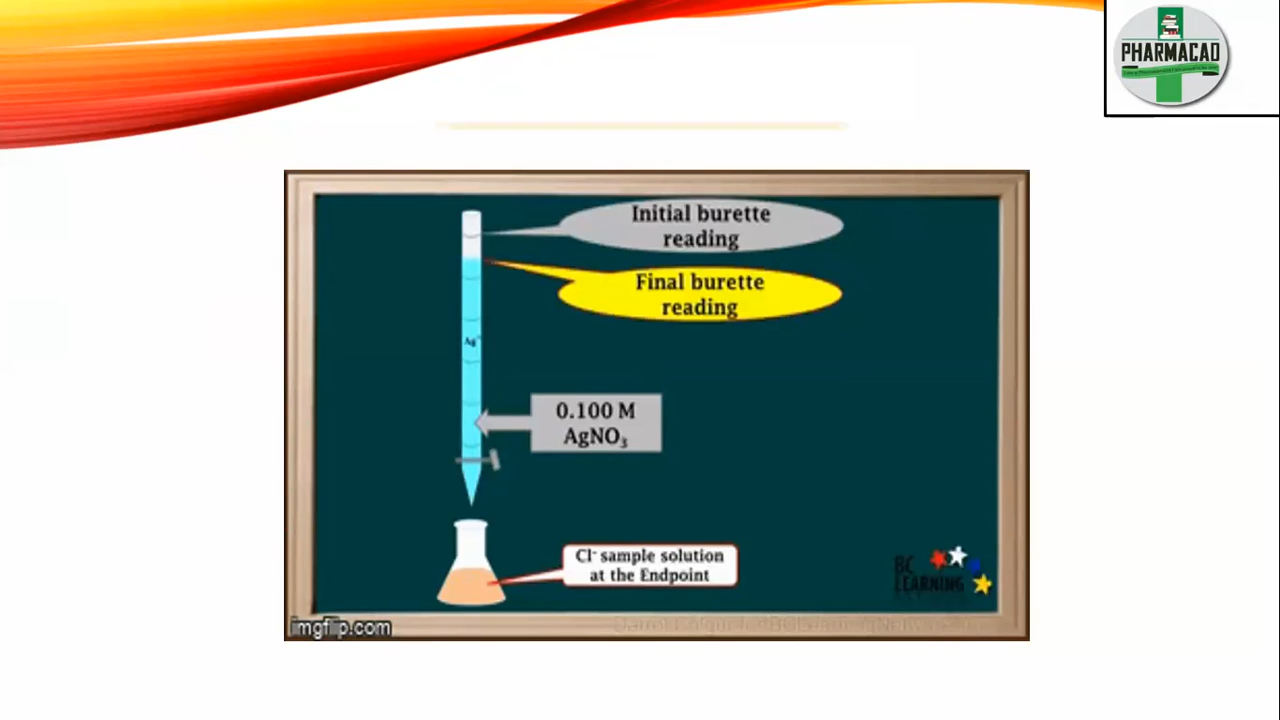 PHARMACAD
Initial burette
reading
Final burette
reading
Ag⁺
0.100 M
AgNO₃
Cl⁻ sample solution
at the Endpoint
BC
LEARNING
imgflip.com